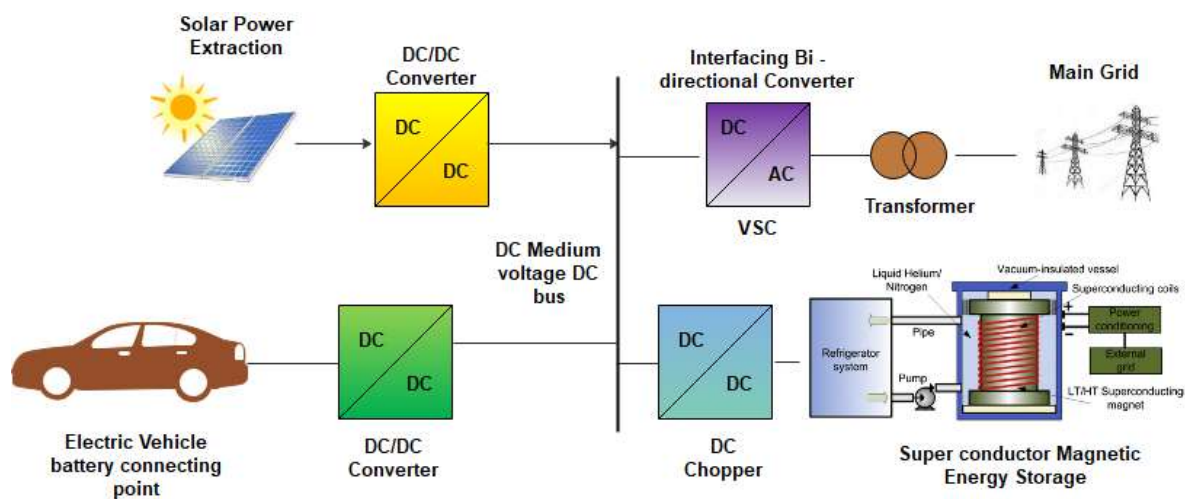 Solar Power
Extraction
DC/DC
Converter
DC
DC
Interfacing Bi -
directional Converter
DC
AC
VSC
Transformer
Main Grid
DC Medium
voltage DC
bus
Electric Vehicle
battery connecting
point
DC
DC
DC/DC
Converter
DC
DC
DC
Chopper
Liquid Helium/
Nitrogen
Vacuum-insulated vessel
Superconducting coils
+
Power
conditioning
−
External
grid
Pipe
Refrigerator
system
Pump
LT/HT Superconducting
magnet
Super conductor Magnetic
Energy Storage